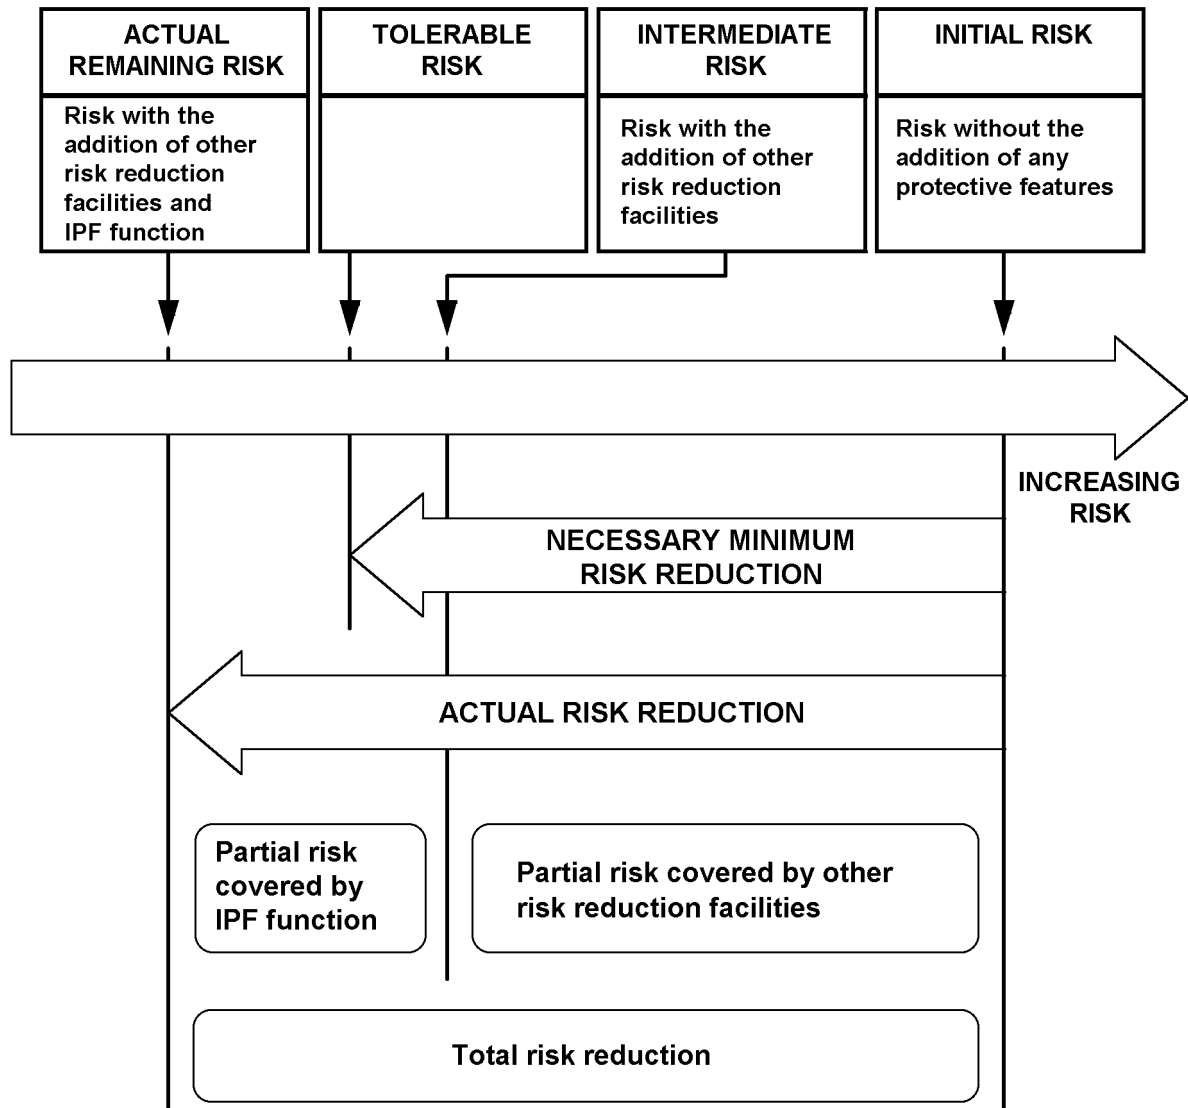 ACTUAL
REMAINING RISK
Risk with the
addition of other
risk reduction
facilities and
IPF function
TOLERABLE
RISK
INTERMEDIATE
RISK
Risk with the
addition of other
risk reduction
facilities
INITIAL RISK
Risk without the
addition of any
protective features
INCREASING
RISK
NECESSARY MINIMUM
RISK REDUCTION
ACTUAL RISK REDUCTION
Partial risk
covered by
IPF function
Partial risk covered by other
risk reduction facilities
Total risk reduction